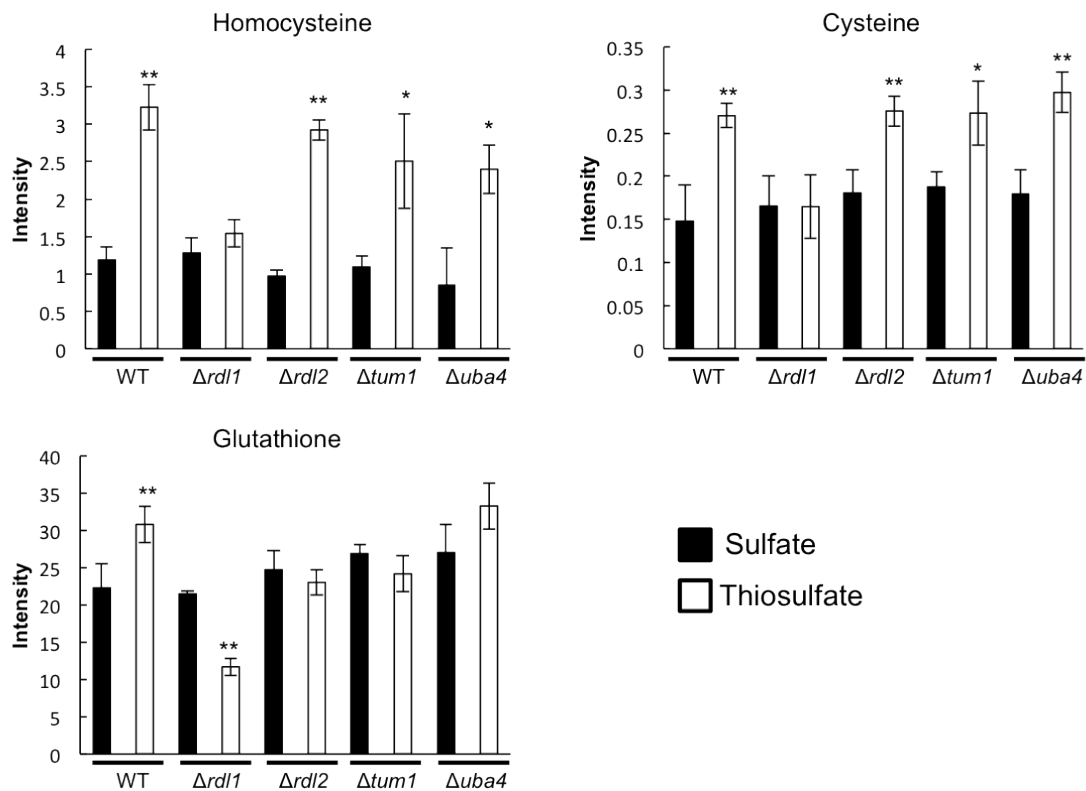 Homocysteine
Intensity
4
3.5
3
2.5
2
1.5
1
0.5
0
**
**
*
*
WT
Δrdl1
Δrdl2
Δtum1
Δuba4
Cysteine
Intensity
0.35
0.3
0.25
0.2
0.15
0.1
0.05
0
**
**
*
**
WT
Δrdl1
Δrdl2
Δtum1
Δuba4
Glutathione
Intensity
40
35
30
25
20
15
10
5
0
**
**
WT
Δrdl1
Δrdl2
Δtum1
Δuba4
Sulfate
Thiosulfate